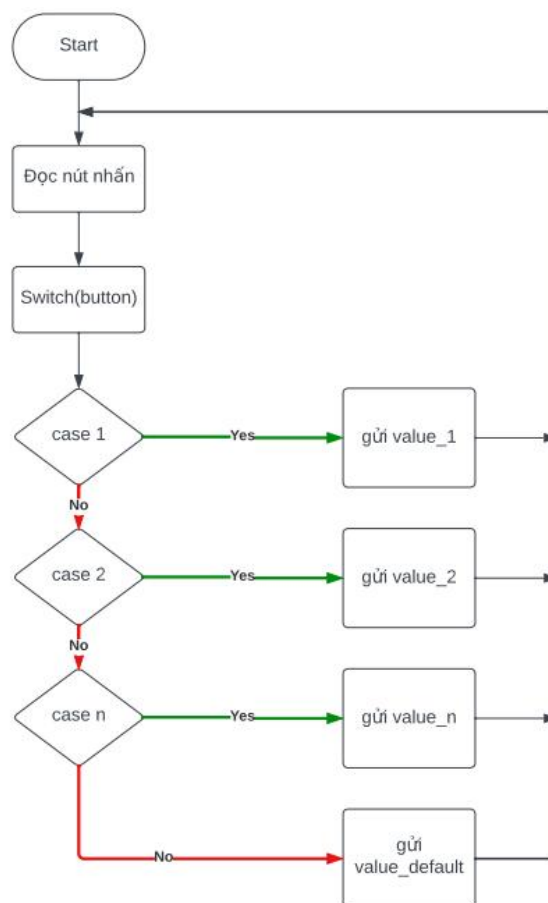 Start
Đọc nút nhấn
Switch(button)
case 1
Yes
gửi value_1
No
case 2
Yes
gửi value_2
No
case n
Yes
gửi value_n
No
gửi
value_default